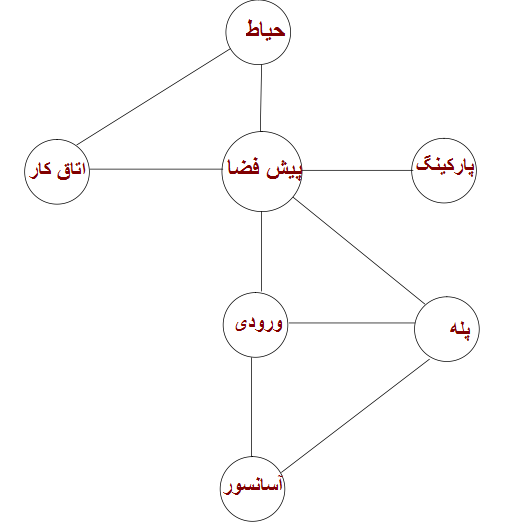 حیاط
پارکینگ
پیش فضا
اتاق کار
پله
ورودی
آسانسور